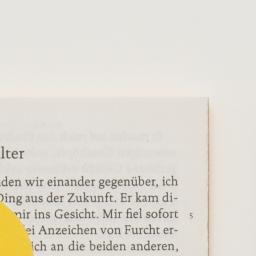 lter
den wir einander gegenüber, ich
Ding aus der Zukunft. Er kam di-
mir ins Gesicht. Mir fiel sofort 5
ei Anzeichen von Furcht er-
ich an die beiden anderen,